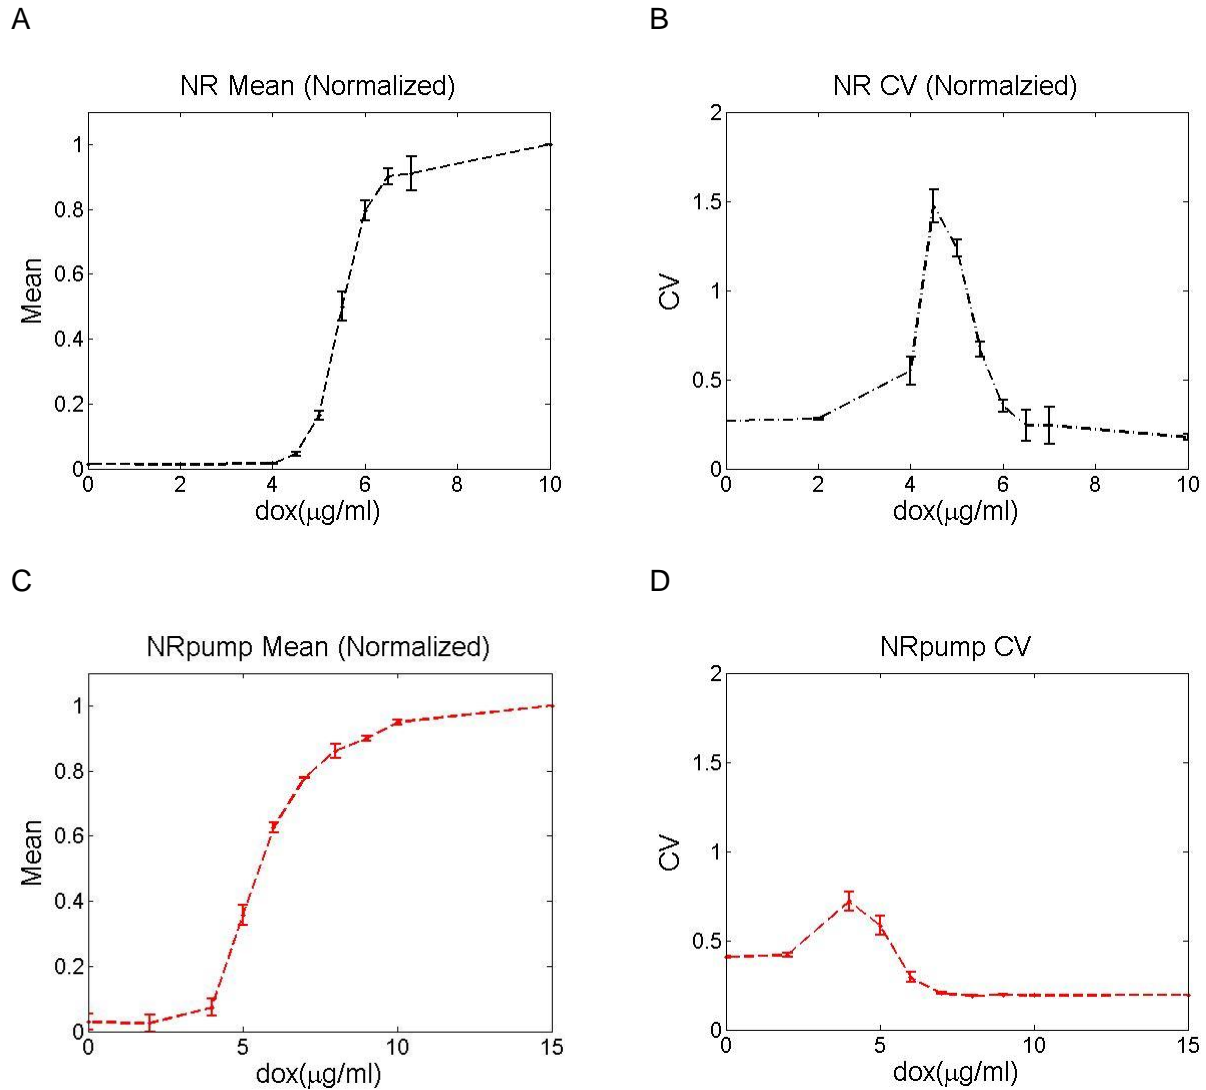 A
B
NR Mean (Normalized)
NR CV (Normalzied)
Mean
1
0.8
0.6
0.4
0.2
0
0 2 4 6 8 10
dox(μg/ml)
CV
2
1.5
1
0.5
0
0 2 4 6 8 10
dox(μg/ml)
C
D
NRpump Mean (Normalized)
NRpump CV
Mean
1
0.8
0.6
0.4
0.2
0
0 5 10 15
dox(μg/ml)
CV
2
1.5
1
0.5
0
0 5 10 15
dox(μg/ml)